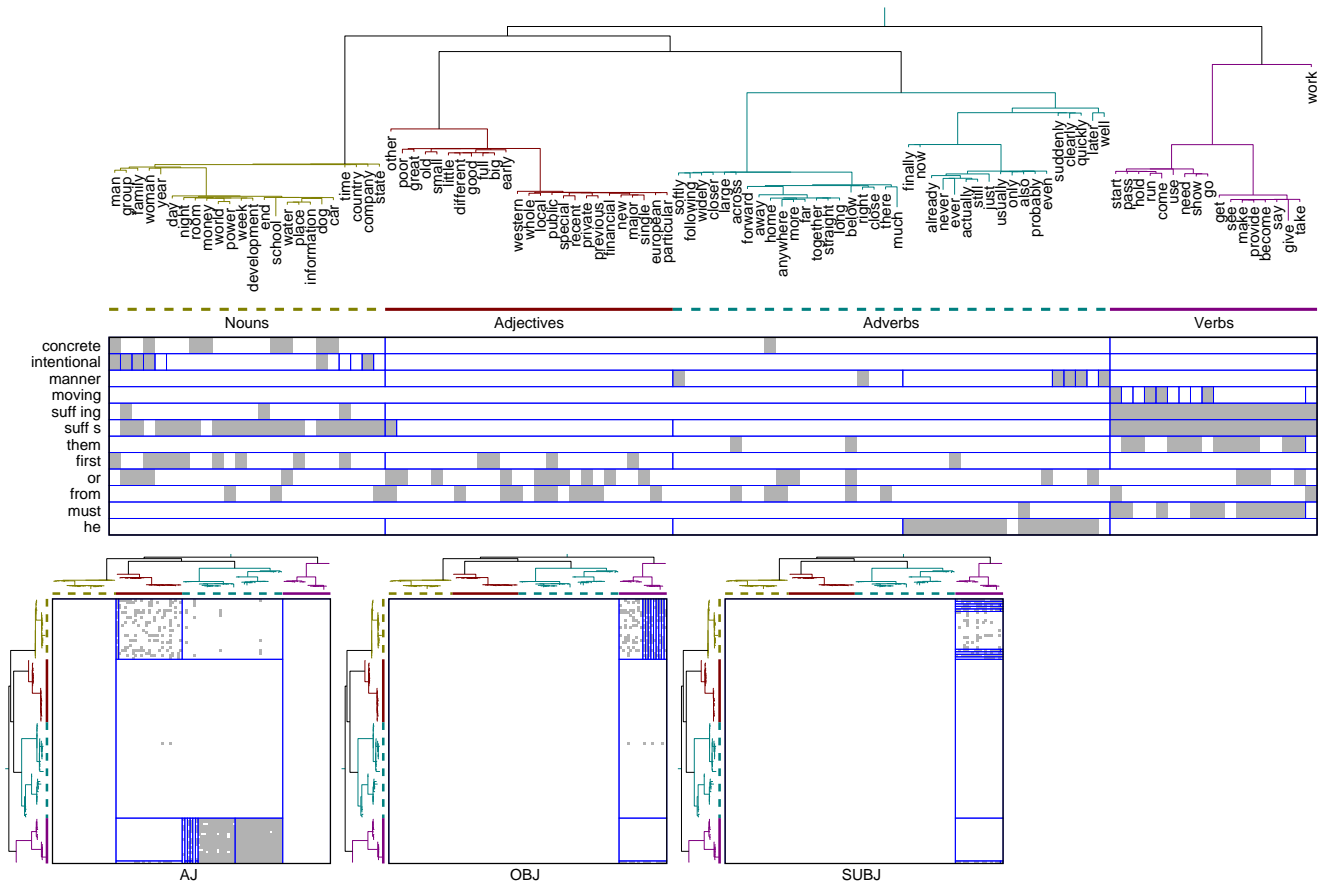 man
group
family
woman
year
day
night
room
money
world
power
week
development
end
school
water
place
information
dog
car
time
country
company
state
other
poor
great
old
small
little
different
good
full
big
early
western
whole
local
public
special
recent
private
previous
financial
new
major
single
european
particular
softly
following
widely
closer
large
across
forward
away
home
anywhere
more
far
together
straight
long
below
right
close
there
much
finally
now
already
never
ever
actually
still
just
usually
only
also
probably
even
suddenly
clearly
quickly
later
well
start
pass
hold
run
come
use
need
show
go
get
see
make
provide
become
say
give
take
work
Nouns Adjectives Adverbs Verbs
concrete
intentional
manner
moving
suff ing
suff s
them
first
or
from
must
he
AJ OBJ SUBJ